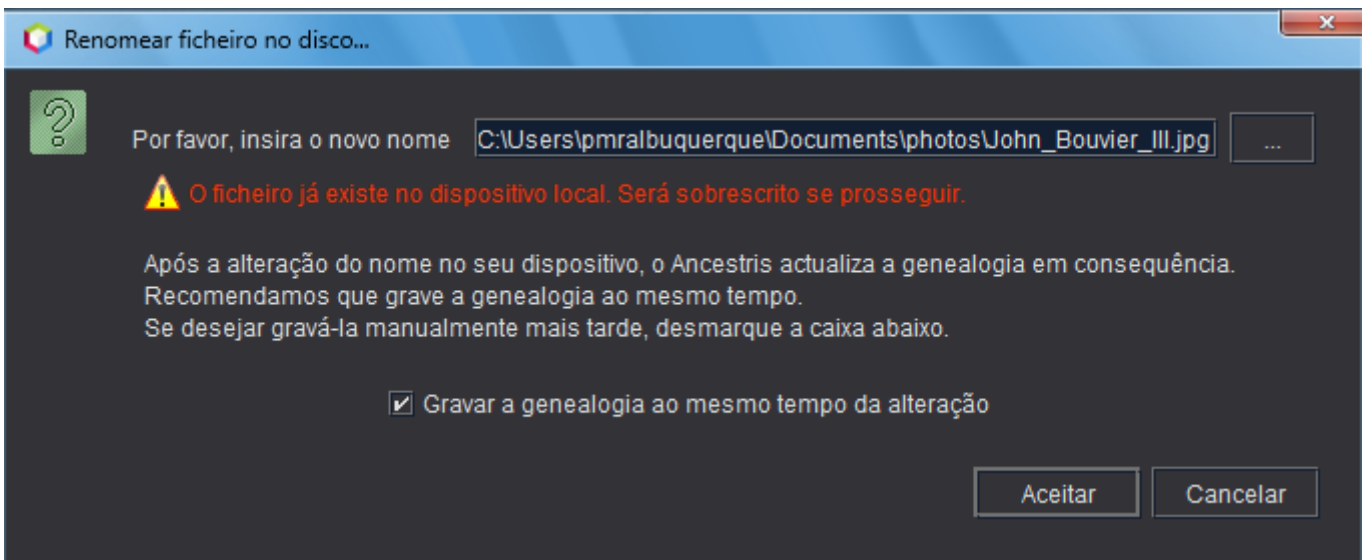 Renomear ficheiro no disco...
Por favor, insira o novo nome C:\Users\pmralbuquerque\Documents\photos\John_Bouvier_III.jpg ...
O ficheiro já existe no dispositivo local. Será sobrescrito se prosseguir.
Após a alteração do nome no seu dispositivo, o Ancestris actualiza a genealogia em consequência.
Recomendamos que grave a genealogia ao mesmo tempo.
Se desejar gravá-la manualmente mais tarde, desmarque a caixa abaixo.
Gravar a genealogia ao mesmo tempo da alteração
Aceitar Cancelar